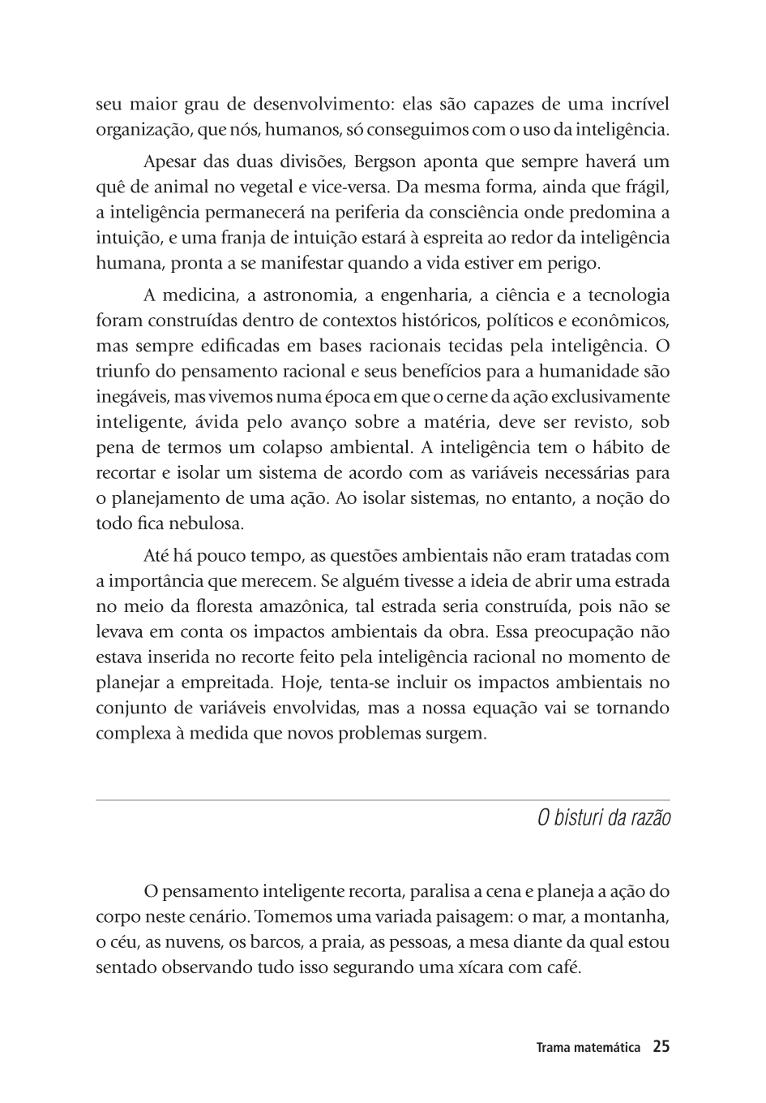 seu maior grau de desenvolvimento: elas são capazes de uma incrível
organização, que nós, humanos, só conseguimos com o uso da inteligência.
Apesar das duas divisões, Bergson aponta que sempre haverá um
quê de animal no vegetal e vice-versa. Da mesma forma, ainda que frágil,
a inteligência permanecerá na periferia da consciência onde predomina a
intuição, e uma franja de intuição estará à espreita ao redor da inteligência
humana, pronta a se manifestar quando a vida estiver em perigo.
A medicina, a astronomia, a engenharia, a ciência e a tecnologia
foram construídas dentro de contextos históricos, políticos e econômicos,
mas sempre edificadas em bases racionais tecidas pela inteligência. O
triunfo do pensamento racional e seus benefícios para a humanidade são
inegáveis, mas vivemos numa época em que o cerne da ação exclusivamente
inteligente, ávida pelo avanço sobre a matéria, deve ser revisto, sob
pena de termos um colapso ambiental. A inteligência tem o hábito de
recortar e isolar um sistema de acordo com as variáveis necessárias para
o planejamento de uma ação. Ao isolar sistemas, no entanto, a noção do
todo fica nebulosa.
Até há pouco tempo, as questões ambientais não eram tratadas com
a importância que merecem. Se alguém tivesse a ideia de abrir uma estrada
no meio da floresta amazônica, tal estrada seria construída, pois não se
levava em conta os impactos ambientais da obra. Essa preocupação não
estava inserida no recorte feito pela inteligência racional no momento de
planejar a empreitada. Hoje, tenta-se incluir os impactos ambientais no
conjunto de variáveis envolvidas, mas a nossa equação vai se tornando
complexa à medida que novos problemas surgem.
O bisturi da razão
O pensamento inteligente recorta, paralisa a cena e planeja a ação do
corpo neste cenário. Tomemos uma variada paisagem: o mar, a montanha,
o céu, as nuvens, os barcos, a praia, as pessoas, a mesa diante da qual estou
sentado observando tudo isso segurando uma xícara com café.
Trama matemática 25